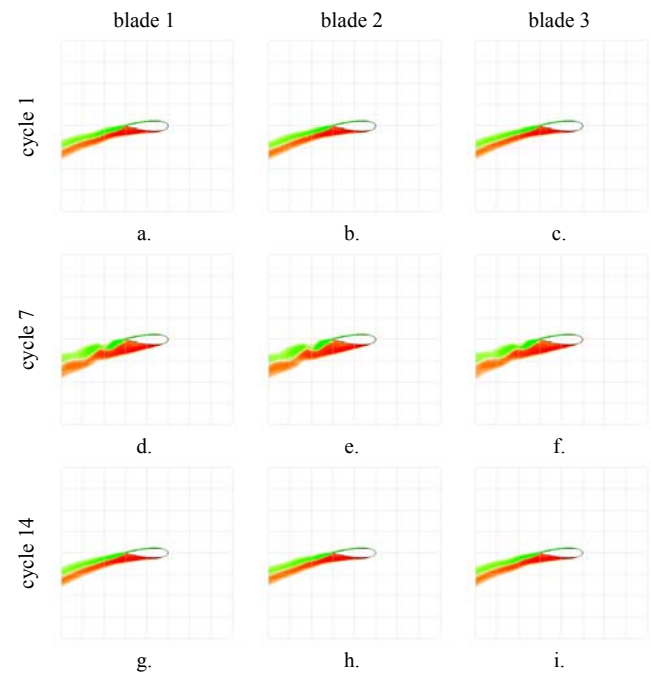 blade 1 blade 2 blade 3
cycle 1
a. b. c.
cycle 7
d. e. f.
cycle 14
g. h. i.